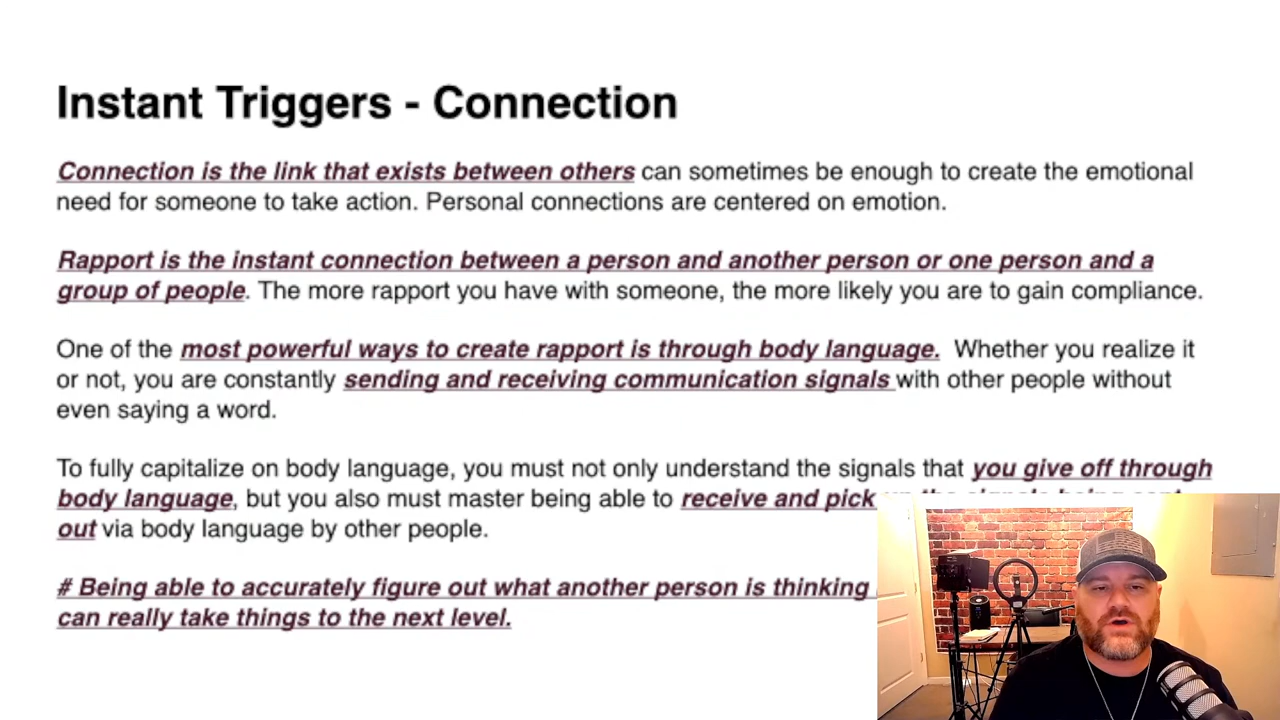 Instant Triggers - Connection
Connection is the link that exists between others can sometimes be enough to create the emotional
need for someone to take action. Personal connections are centered on emotion.
Rapport is the instant connection between a person and another person or one person and a
group of people. The more rapport you have with someone, the more likely you are to gain compliance.
One of the most powerful ways to create rapport is through body language. Whether you realize it
or not, you are constantly sending and receiving communication signals with other people without
even saying a word.
To fully capitalize on body language, you must not only understand the signals that you give off through
body language, but you also must master being able to receive and pick
out via body language by other people.
# Being able to accurately figure out what another person is thinking
can really take things to the next level.